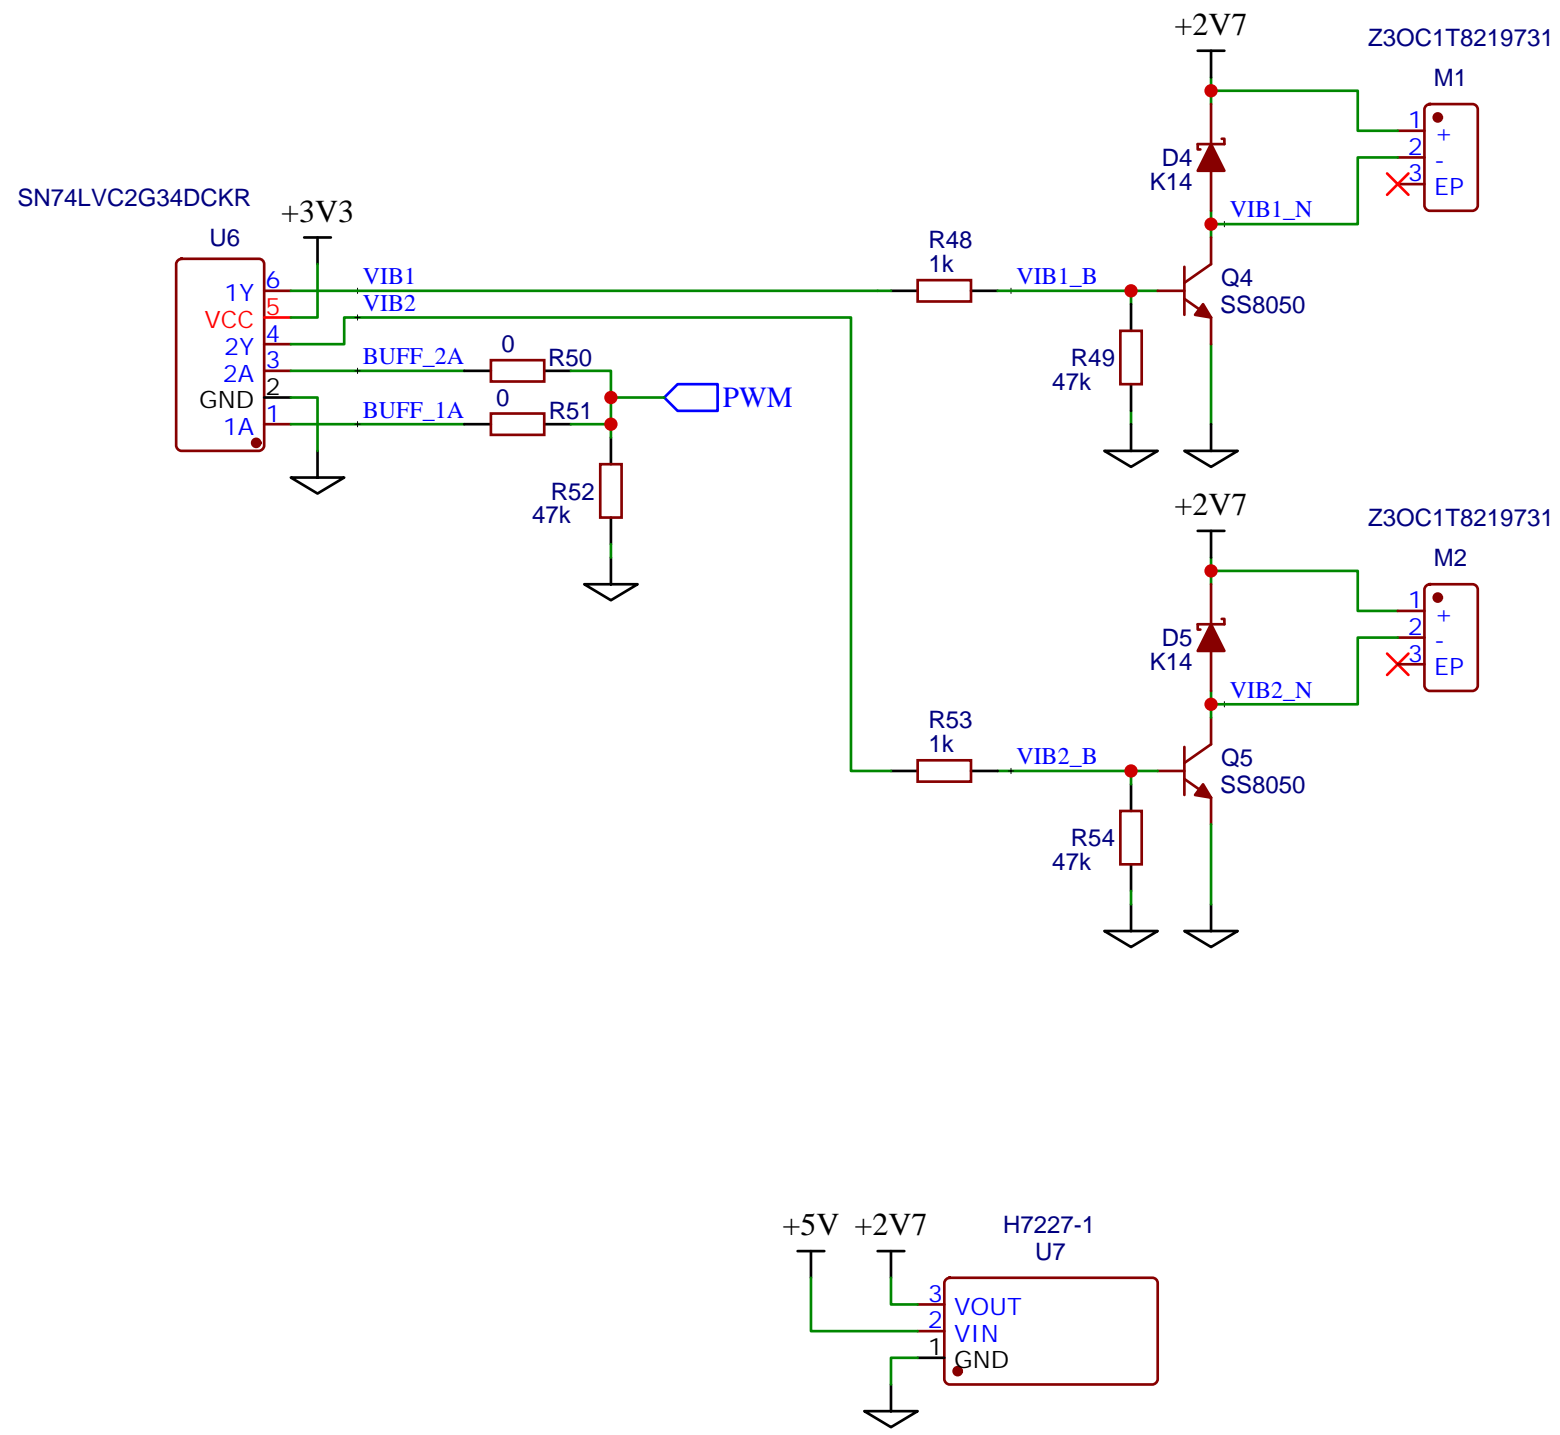 +2V7
Z3OC1T8219731
M1
1
+
D4
K14
2
-
3
EP
VIB1_N
SN74LVC2G34DCKR
+3V3
U6
R48
1k
VIB1
VIB1_B
Q4
SS8050
6
1Y
VIB2
5
VCC
4
2Y
BUFF_2A
0
R50
3
2A
R49
47k
2
GND
0
R51
PWM
BUFF_1A
1
1A
R52
47k
+2V7
Z3OC1T8219731
M2
1
+
D5
K14
2
-
3
EP
VIB2_N
R53
1k
VIB2_B
Q5
SS8050
R54
47k
+5V
+2V7
H7227-1
U7
3
VOUT
2
VIN
1
GND